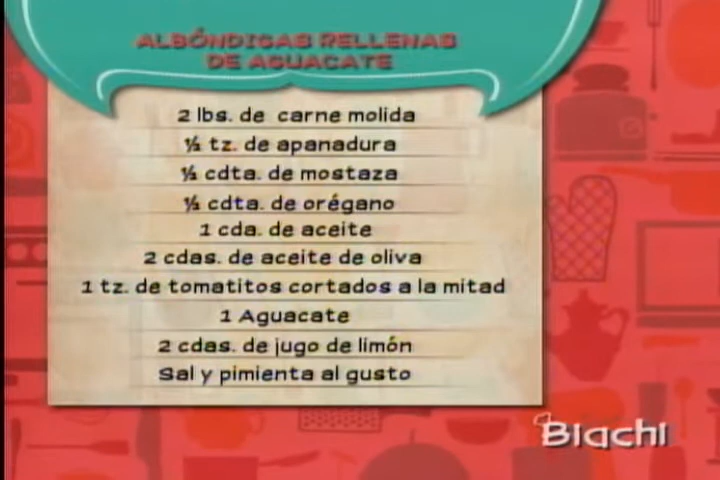 ALBÓNDIGAS RELLENAS
DE AGUACATE
2 lbs. de carne molida
½ tz. de apanadura
½ cdta. de mostaza
½ cdta. de orégano
1 cda. de aceite
2 cdas. de aceite de oliva
1 tz. de tomatitos cortados a la mitad
1 Aguacate
2 cdas. de jugo de limón
Sal y pimienta al gusto
Blachi